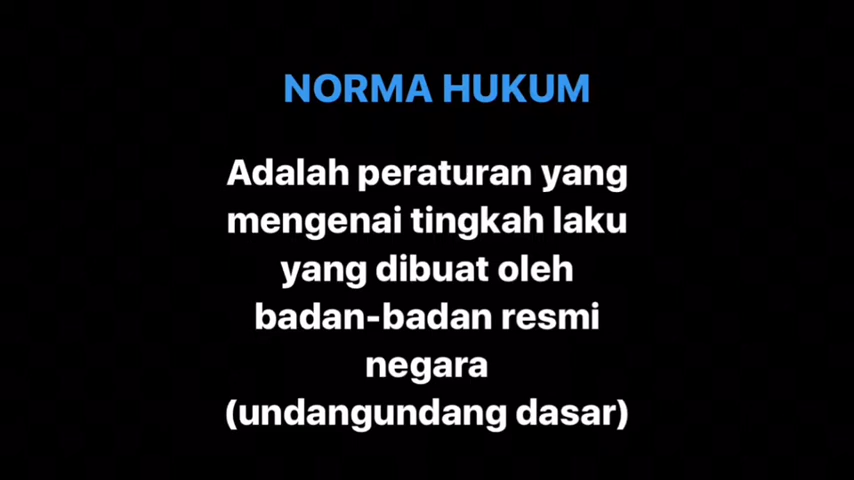 NORMA HUKUM
Adalah peraturan yang
mengenai tingkah laku
yang dibuat oleh
badan-badan resmi
negara
(undangundang dasar)